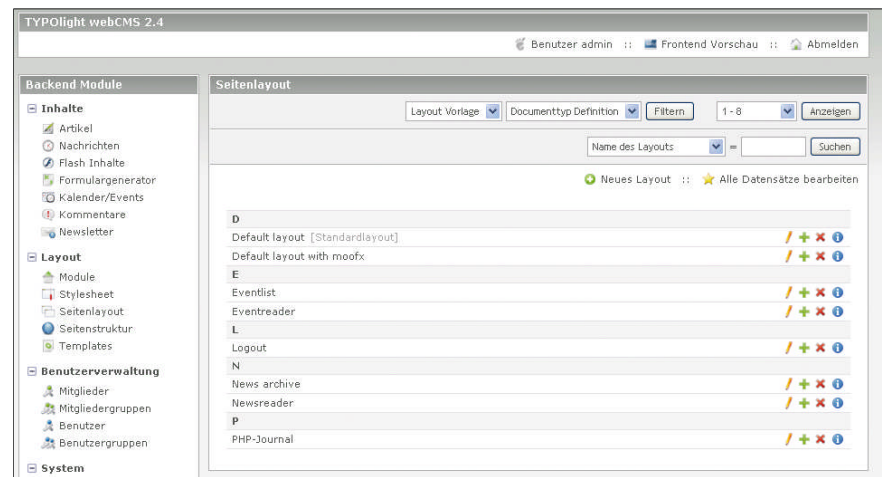 TYPOlight webCMS 2.4
Benutzer admin :: Frontend Vorschau :: Abmelden
Backend Module
Inhalte
Artikel
Nachrichten
Flash Inhalte
Formulargenerator
Kalender/Events
Kommentare
Newsletter
Layout
Module
Stylesheet
Seitenlayout
Seitenstruktur
Templates
Benutzerverwaltung
Mitglieder
Mitgliedergruppen
Benutzer
Benutzergruppen
System
Seitenlayout
Layout Vorlage Documenttyp Definition Filtern 1 - 8 Anzeigen
Name des Layouts = Suchen
Neues Layout :: Alle Datensätze bearbeiten
D
Default layout [Standardlayout]
Default layout with moofx
E
Eventlist
Eventreader
L
Logout
N
News archive
Newsreader
P
PHP-Journal